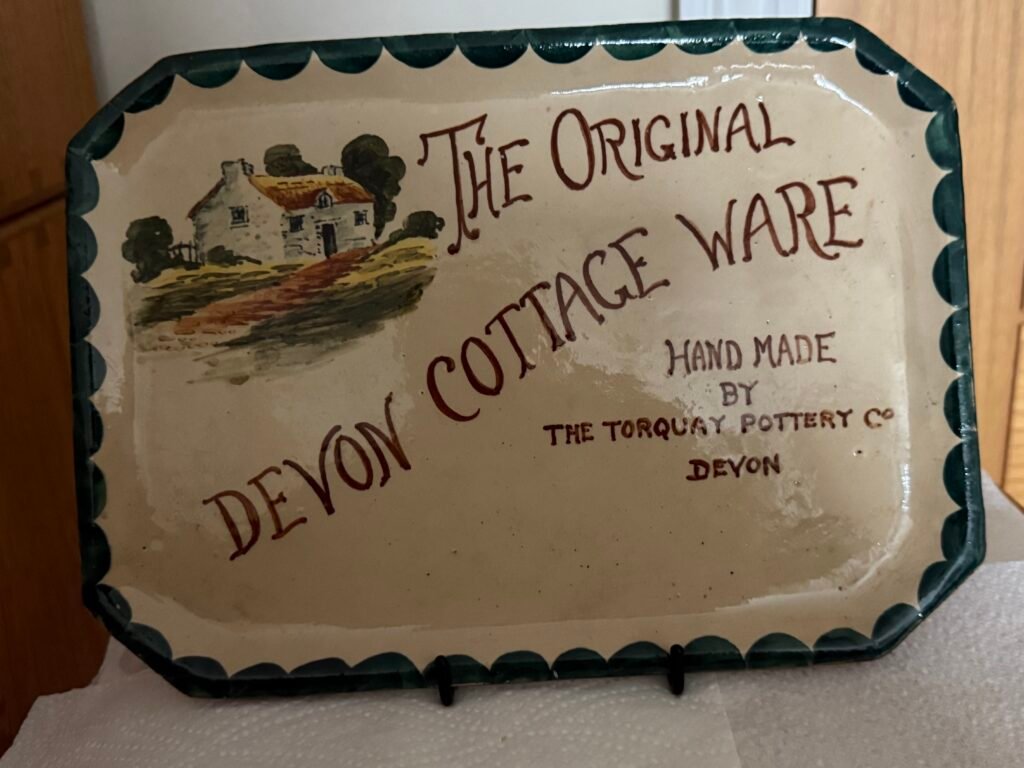 THE ORIGINAL
DEVON COTTAGE WARE
HAND MADE
BY
THE TORQUAY POTTERY Co
DEVON